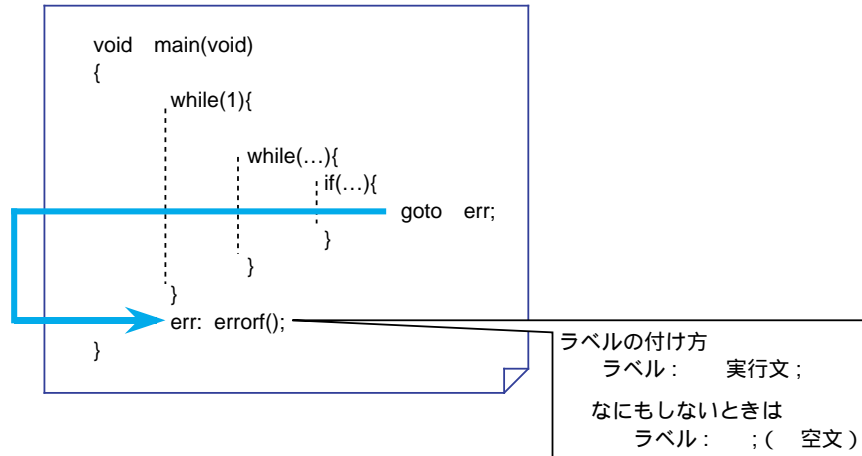 void main(void)
{
while(1){
while(…){
if(…){
goto err;
}
}
}
err: errorf();
}
ラベルの付け方
ラベル： 実行文；
なにもしないときは
ラベル： ；（ 空文）